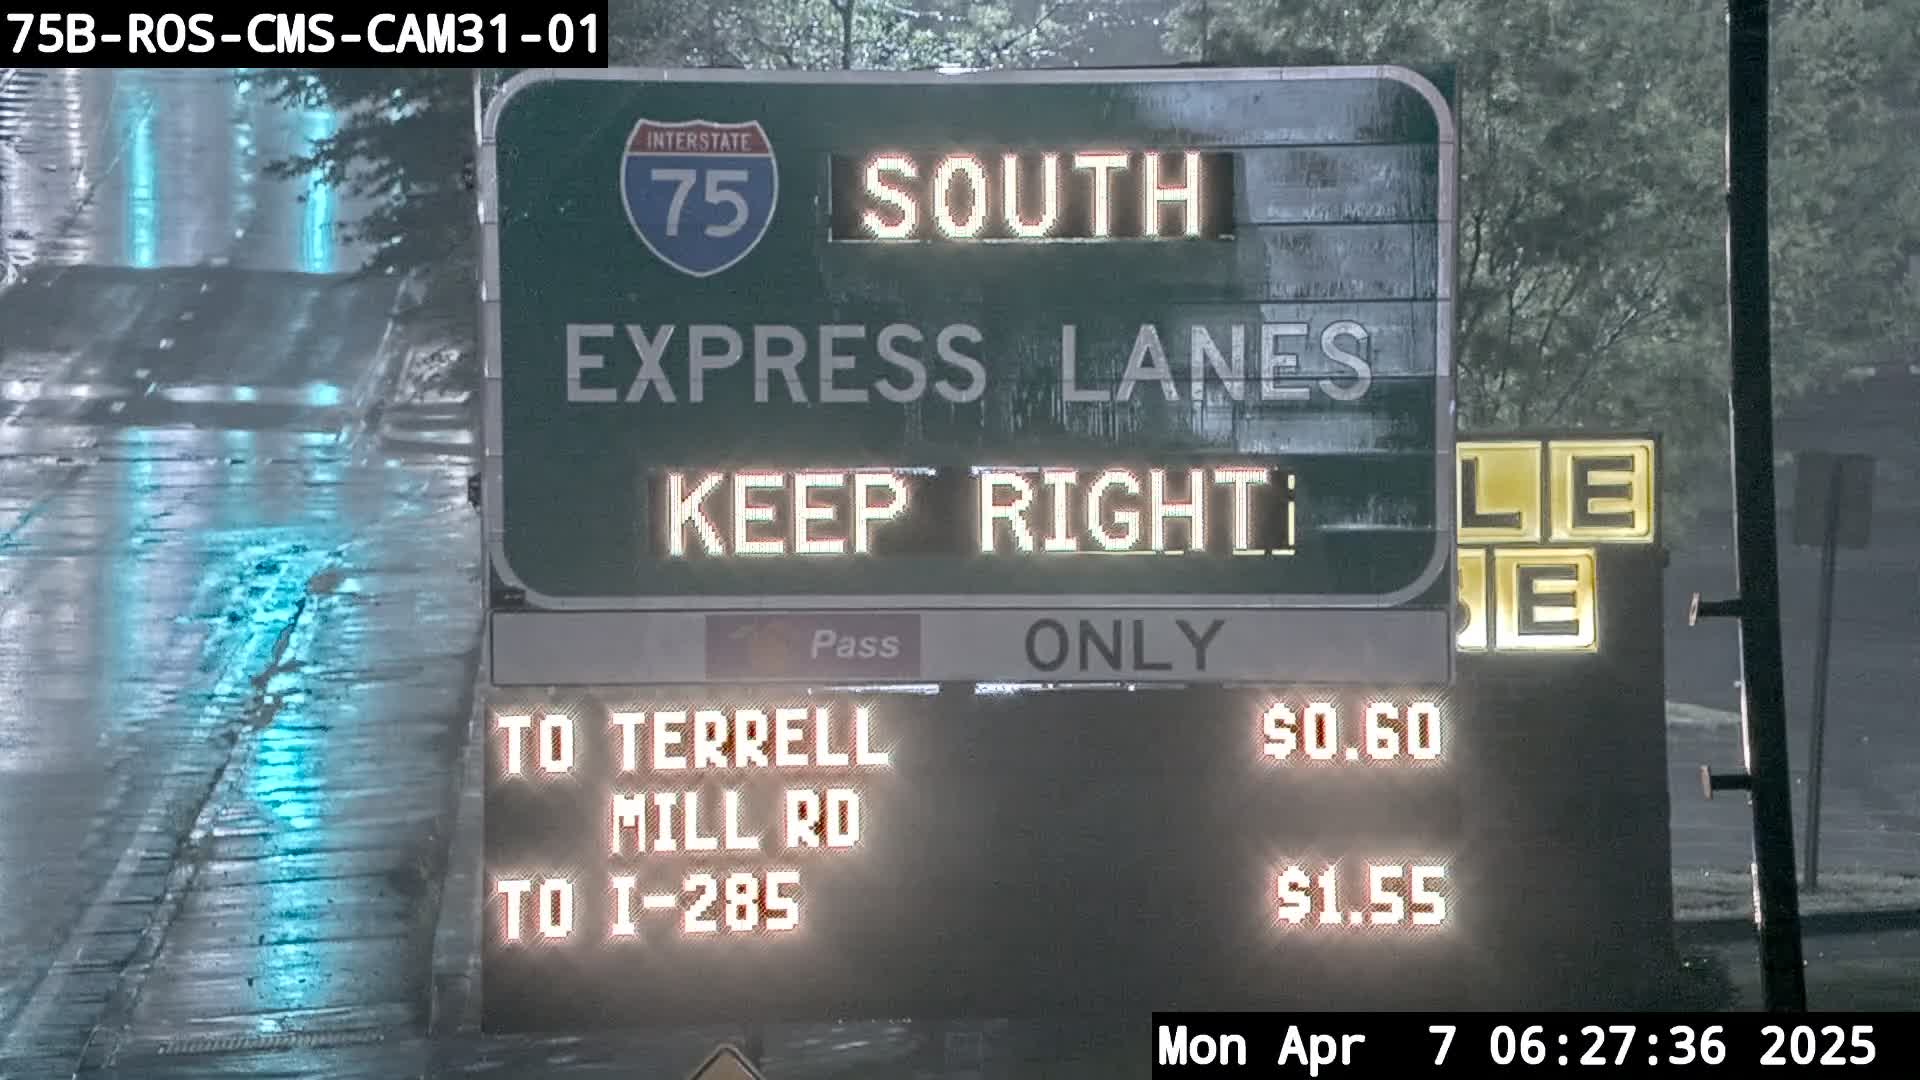 75B-ROS-CMS-CAM31-01
INTERSTATE
75
SOUTH
EXPRESS LANES
KEEP RIGHT
Pass ONLY
TO TERRELL $0.60
MILL RD
TO I-285 $1.55
LE
E
Mon Apr 7 06:27:36 2025